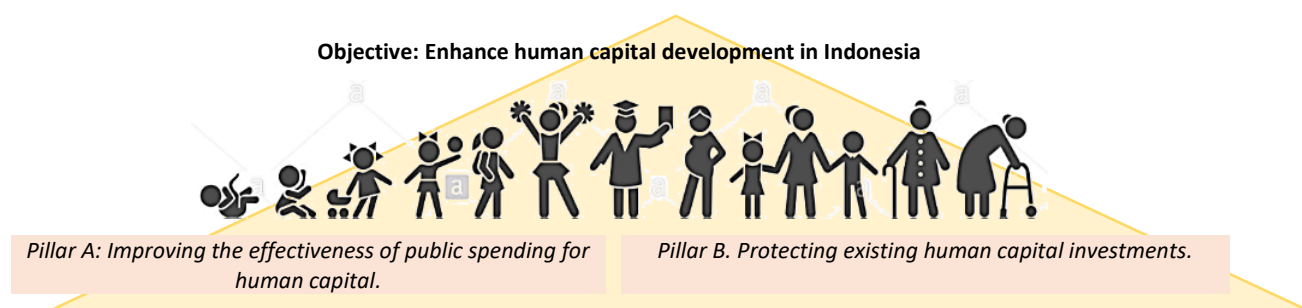 Objective: Enhance human capital development in Indonesia
a
a
a
a
a
a
Pillar A: Improving the effectiveness of public spending for
human capital.
Pillar B. Protecting existing human capital investments.